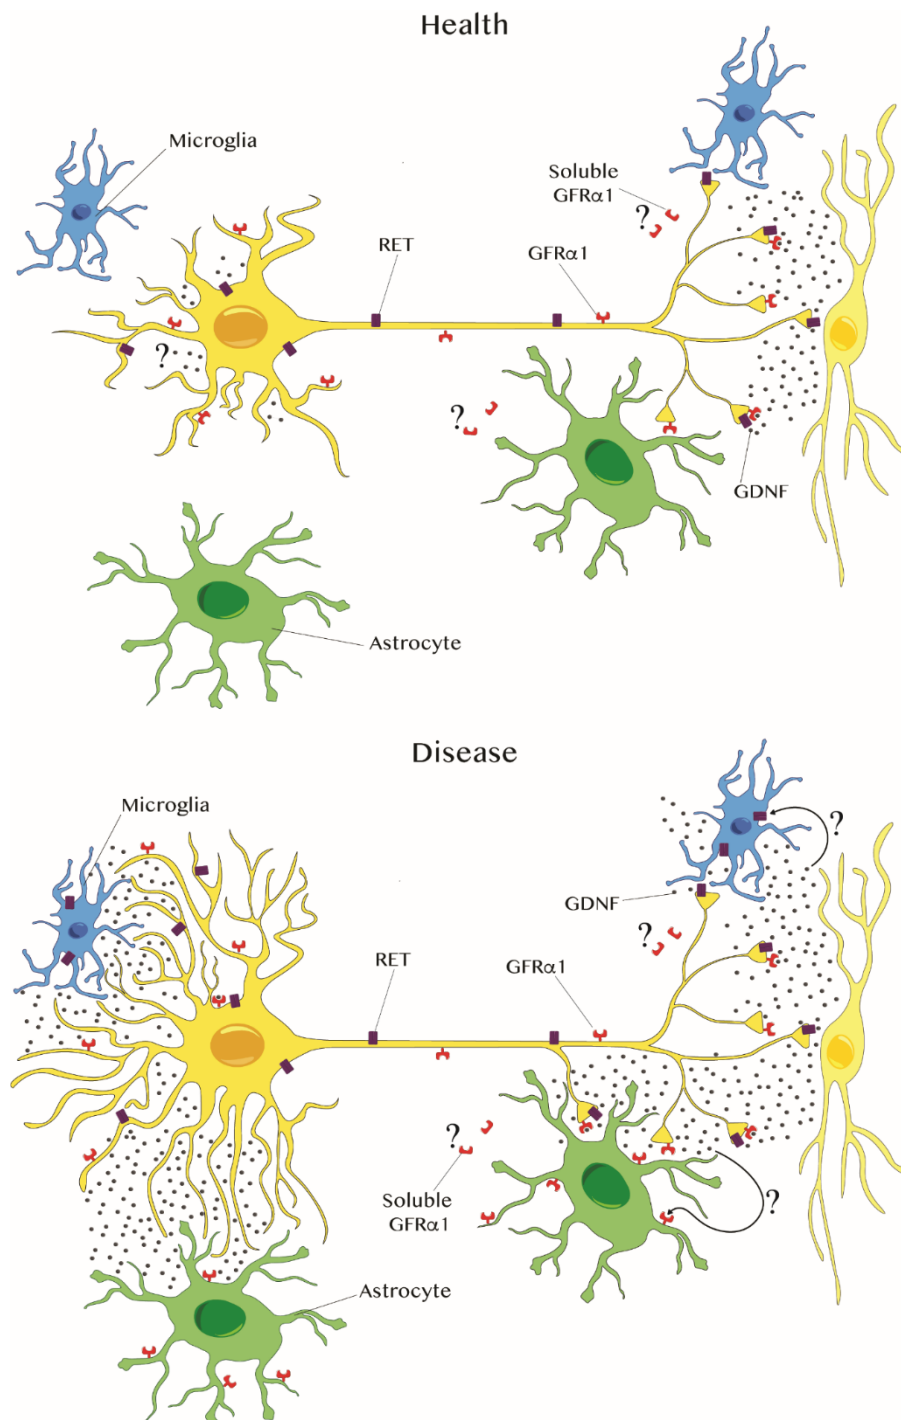 Health
Microglia
Soluble
GFRα1
?
RET
GFRα1
?
?
GDNF
Astrocyte
Disease
Microglia
?
GDNF
?
RET
GFRα1
?
Soluble
GFRα1
?
Astrocyte